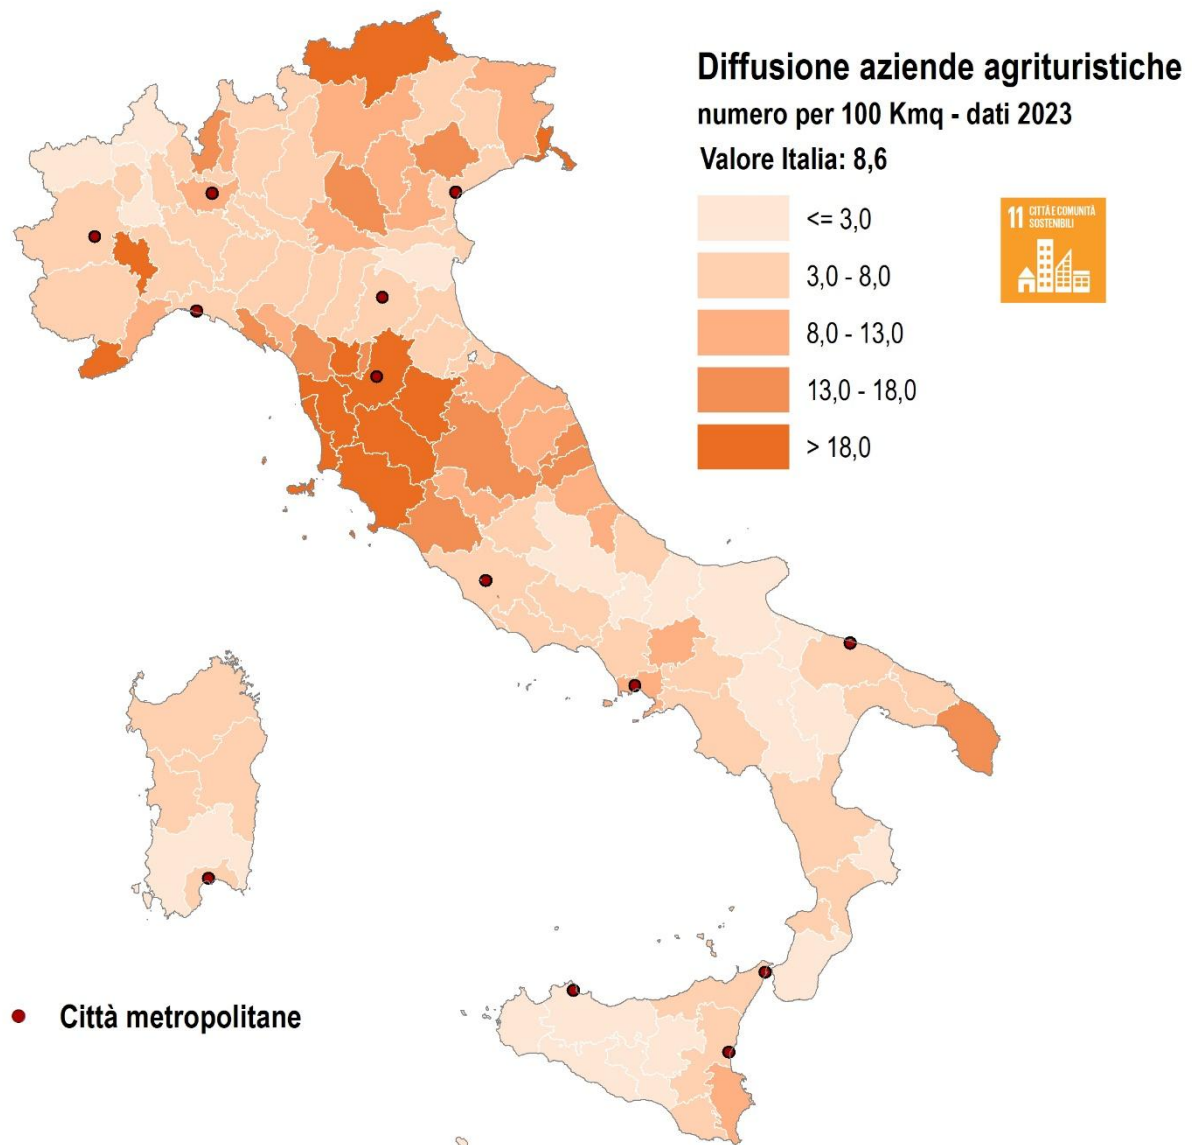 Diffusione aziende agrituristiche
numero per 100 Kmq - dati 2023
Valore Italia: 8,6
<= 3,0
3,0 - 8,0
8,0 - 13,0
13,0 - 18,0
> 18,0
11 CITTÀ E COMUNITÀ
SOSTENIBILI
Città metropolitane